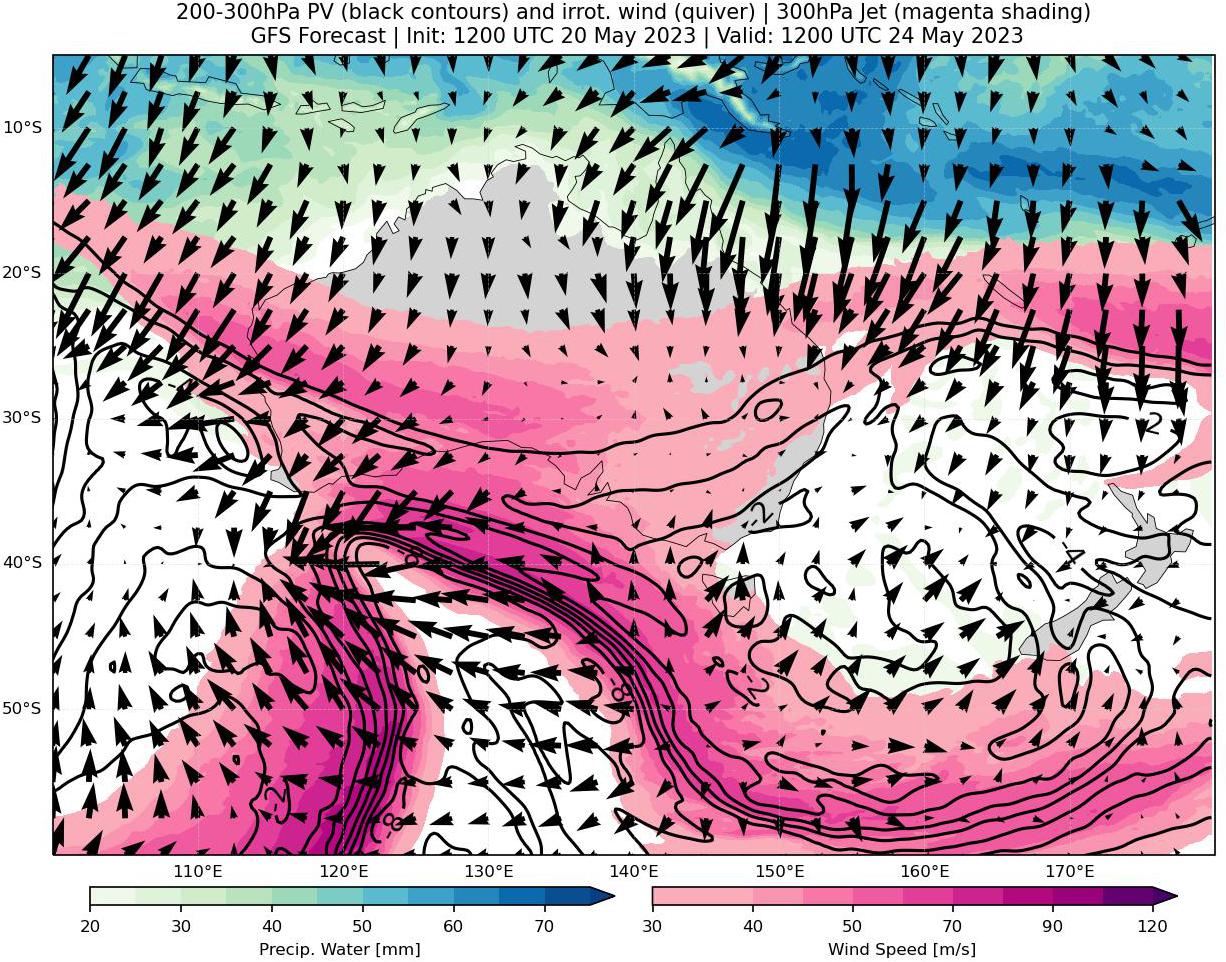 200-300hPa PV (black contours) and irrot. wind (quiver) | 300hPa Jet (magenta shading)
GFS Forecast | Init: 1200 UTC 20 May 2023 | Valid: 1200 UTC 24 May 2023
10°S
20°S
30°S
40°S
50°S
-2
-2
-4
-8
-2
-2
-8
110°E 120°E 130°E 140°E 150°E 160°E 170°E
20 30 40 50 60 70
Precip. Water [mm]
30 40 50 70 90 120
Wind Speed [m/s]